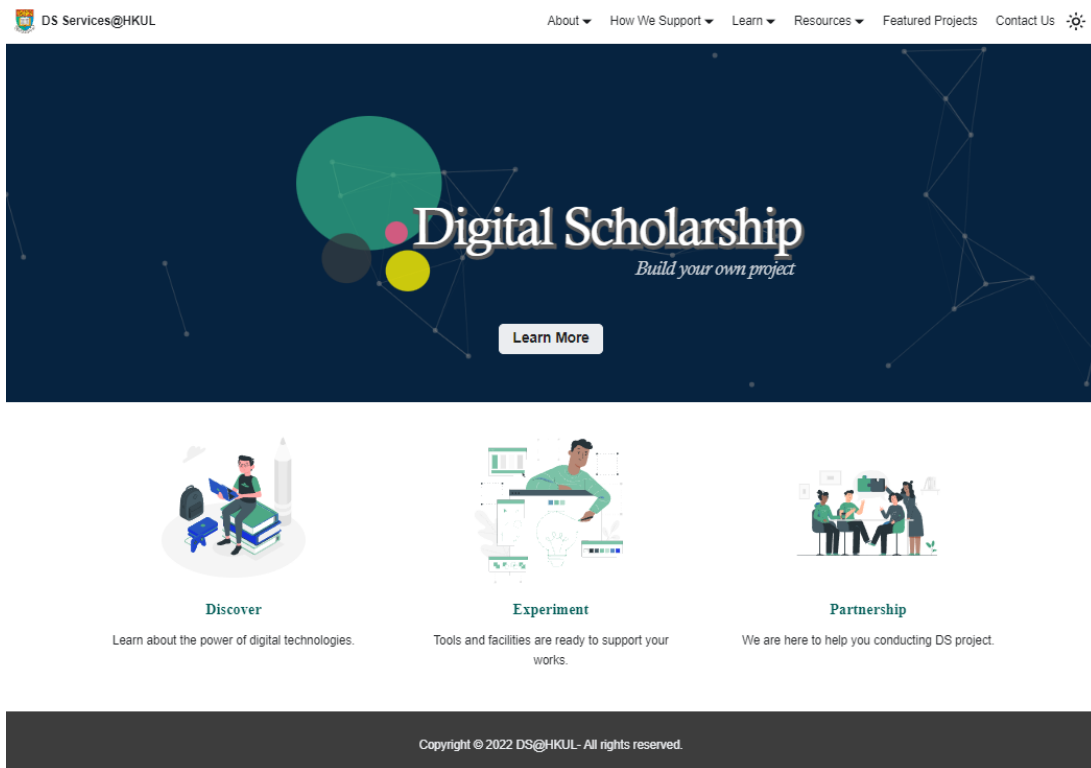 DS Services@HKUL
About How We Support Learn Resources Featured Projects Contact Us
Digital Scholarship
Build your own project
Learn More
Discover
Learn about the power of digital technologies.
Experiment
Tools and facilities are ready to support your
works.
Partnership
We are here to help you conducting DS project.
Copyright © 2022 DS@HKUL- All rights reserved.